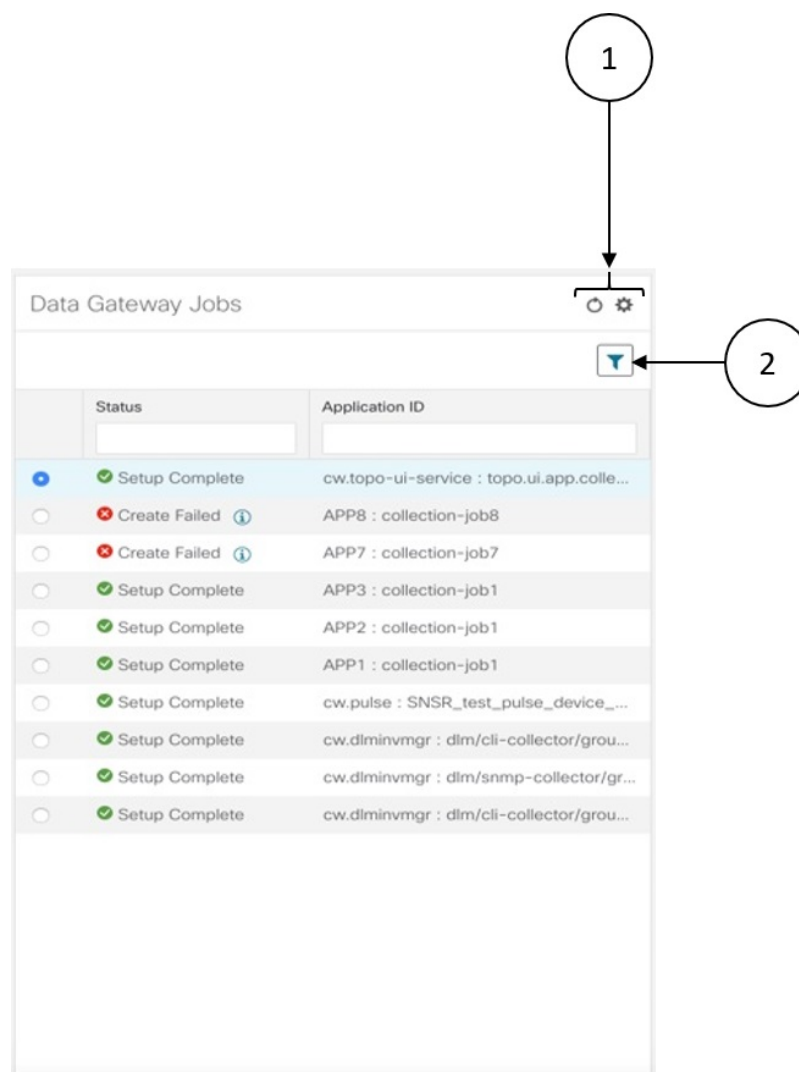 1
Data Gateway Jobs
2
Status Application ID
Setup Complete cw.topo-ui-service : topo.ui.app.colle...
Create Failed APP8 : collection-job8
Create Failed APP7 : collection-job7
Setup Complete APP3 : collection-job1
Setup Complete APP2 : collection-job1
Setup Complete APP1 : collection-job1
Setup Complete cw.pulse : SNSR_test_pulse_device_...
Setup Complete cw.dlminvmgr : dlm/cli-collector/grou...
Setup Complete cw.dlminvmgr : dlm/snmp-collector/gr...
Setup Complete cw.dlminvmgr : dlm/cli-collector/grou...